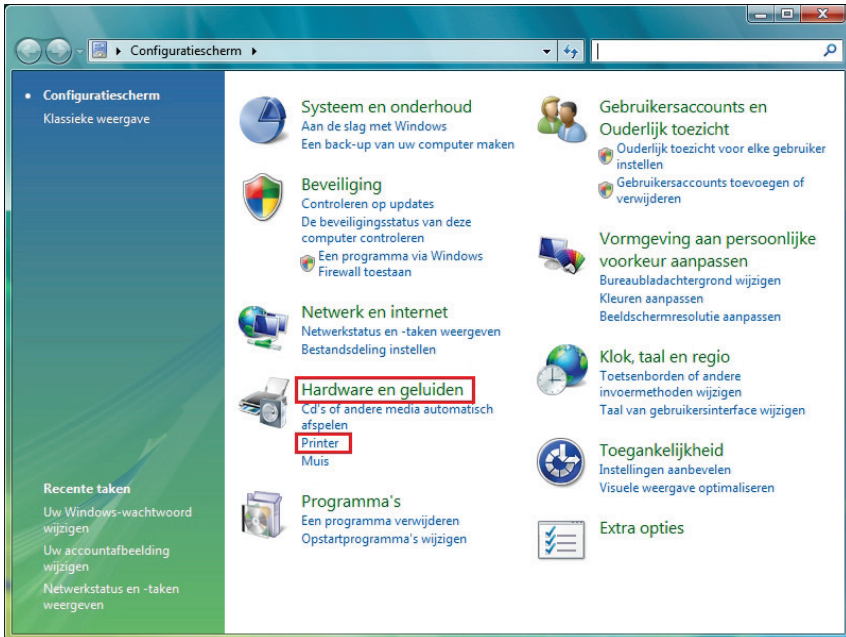 Configuratiescherm
Configuratiescherm
Klassieke weergave
Systeem en onderhoud
Aan de slag met Windows
Een back-up van uw computer maken
Beveiliging
Controleren op updates
De beveiligingsstatus van deze
computer controleren
Een programma via Windows
Firewall toestaan
Netwerk en internet
Netwerkstatus en -taken weergeven
Bestandsdeling instellen
Hardware en geluiden
Cd's of andere media automatisch
afspelen
Printer
Muis
Programma's
Een programma verwijderen
Opstartprogramma's wijzigen
Gebruikersaccounts en
Ouderlijk toezicht
Ouderlijk toezicht voor elke gebruiker
instellen
Gebruikersaccounts toevoegen of
verwijderen
Vormgeving aan persoonlijke
voorkeur aanpassen
Bureaubladachtergrond wijzigen
Kleuren aanpassen
Beeldschermresolutie aanpassen
Klok, taal en regio
Toetsenborden of andere
invoermethoden wijzigen
Taal van gebruikersinterface wijzigen
Toegankelijkheid
Instellingen aanbevelen
Visuele weergave optimaliseren
Extra opties
Recente taken
Uw Windows-wachtwoord
wijzigen
Uw accountafbeelding
wijzigen
Netwerkstatus en -taken
weergeven